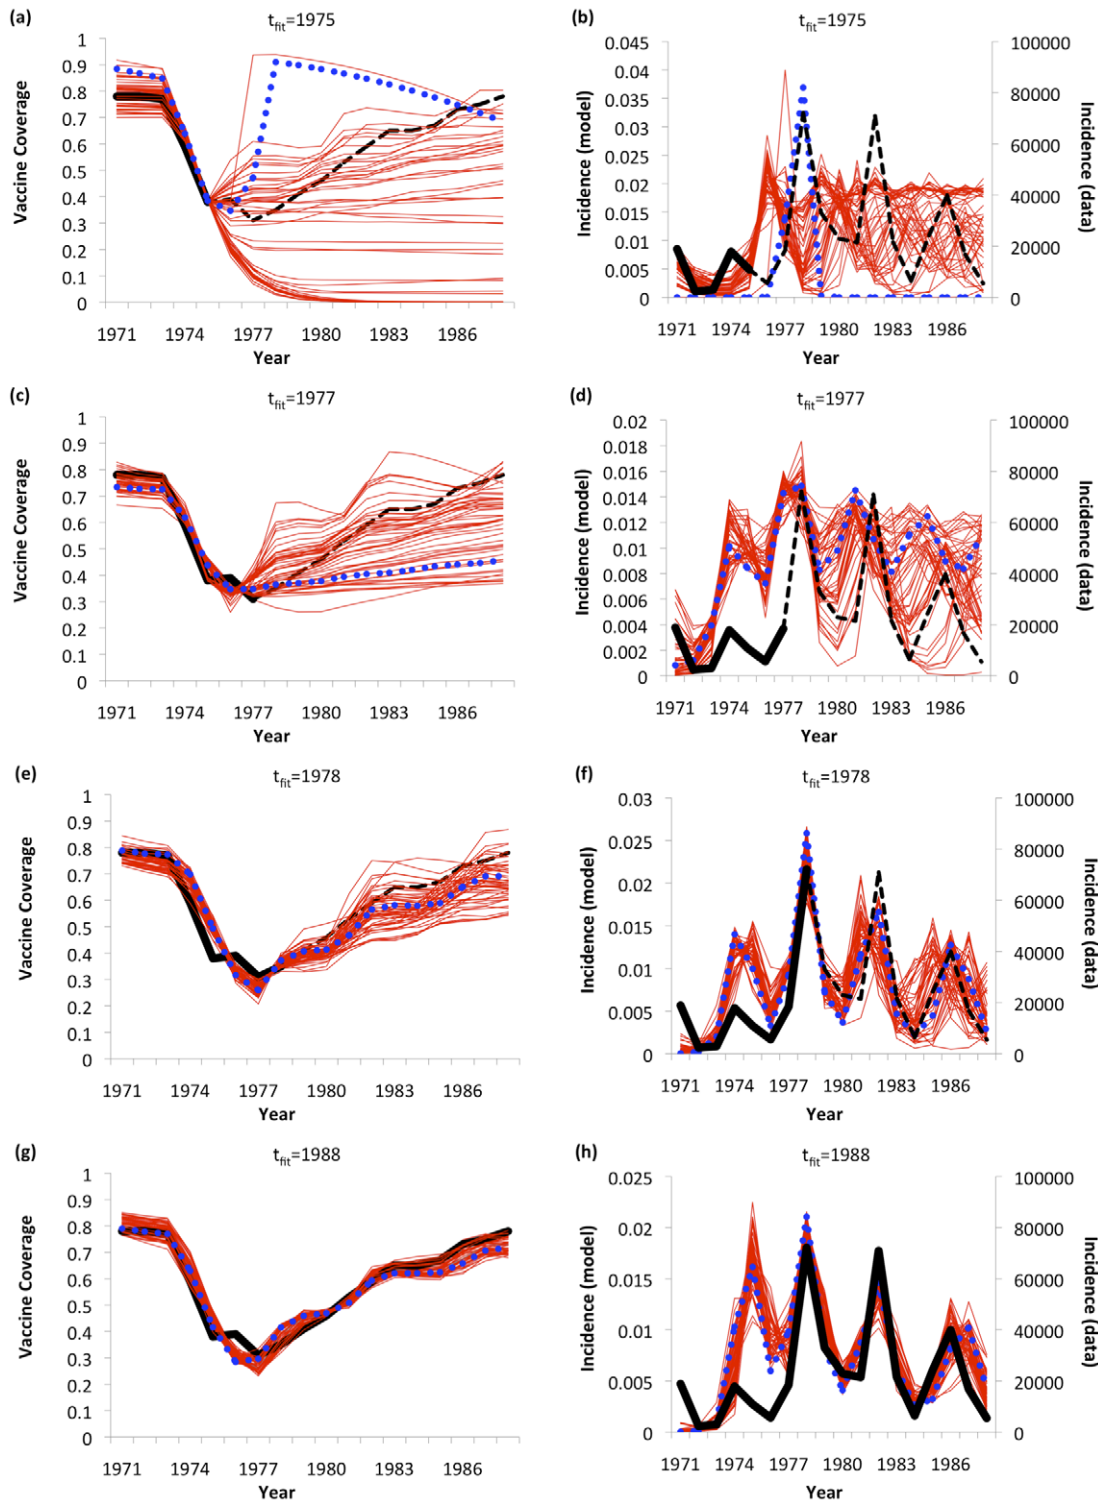 (a)
t_fit=1975
Vaccine Coverage
1
0.9
0.8
0.7
0.6
0.5
0.4
0.3
0.2
0.1
0
1971 1974 1977 1980 1983 1986
Year
(b)
t_fit=1975
Incidence (model)
0.045
0.04
0.035
0.03
0.025
0.02
0.015
0.01
0.005
0
100000
80000
60000
40000
20000
0
Incidence (data)
1971 1974 1977 1980 1983 1986
Year
(c)
t_fit=1977
Vaccine Coverage
1
0.9
0.8
0.7
0.6
0.5
0.4
0.3
0.2
0.1
0
1971 1974 1977 1980 1983 1986
Year
(d)
t_fit=1977
Incidence (model)
0.02
0.018
0.016
0.014
0.012
0.01
0.008
0.006
0.004
0.002
0
100000
80000
60000
40000
20000
0
Incidence (data)
1971 1974 1977 1980 1983 1986
Year
(e)
t_fit=1978
Vaccine Coverage
1
0.9
0.8
0.7
0.6
0.5
0.4
0.3
0.2
0.1
0
1971 1974 1977 1980 1983 1986
Year
(f)
t_fit=1978
Incidence (model)
0.03
0.025
0.02
0.015
0.01
0.005
0
100000
80000
60000
40000
20000
0
Incidence (data)
1971 1974 1977 1980 1983 1986
Year
(g)
t_fit=1988
Vaccine Coverage
1
0.9
0.8
0.7
0.6
0.5
0.4
0.3
0.2
0.1
0
1971 1974 1977 1980 1983 1986
Year
(h)
t_fit=1988
Incidence (model)
0.025
0.02
0.015
0.01
0.005
0
100000
80000
60000
40000
20000
0
Incidence (data)
1971 1974 1977 1980 1983 1986
Year